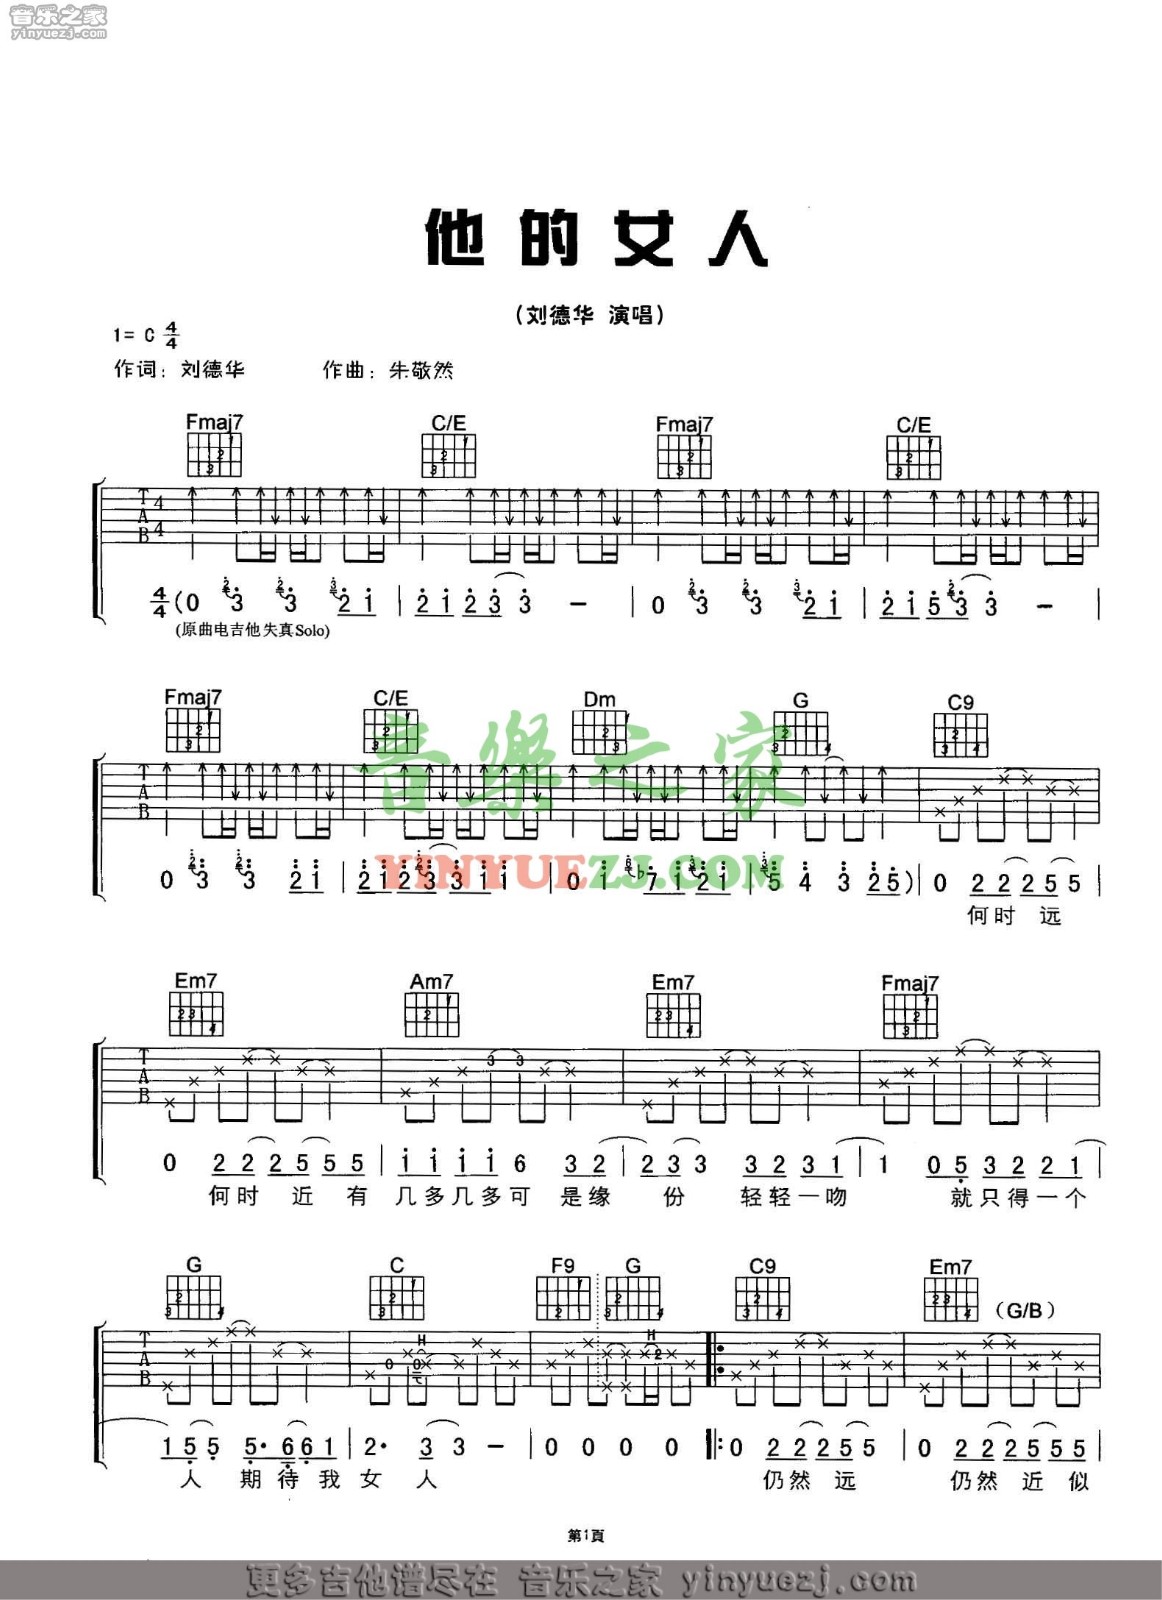 音乐之家
yinyuezj.com
他的女人
(刘德华 演唱)
1= C 4/4
作词: 刘德华 作曲: 朱敬然
Fmaj7 C/E Fmaj7 C/E
T A B 4 4
4/4 (0 3 3 2 1 | 2 1 2 3 3 — | 0 3 3 2 1 | 2 1 5 3 3 — |
(原曲电吉他失真Solo)
Fmaj7 C/E Dm G C9
音樂之家
T A B
YINYUEZJ.COM
0 3 3 2 1 | 2 1 2 3 3 1 1 | 0 1 ♭7 1 2 1 | 5 4 3 2 5) | 0 2 2 2 5 5
何时 远
Em7 Am7 Em7 Fmaj7
T A B 3 3
0 2 2 2 5 5 5 | 1 1 1 1 6 3 2 | 2 3 3 3 2 3 1 | 1 0 5 3 2 2 1 |
何时 近 有 几多几多可 是缘 份 轻轻一吻 就只得一个
G C F9 G C9 Em7
(G/B)
T A B H 0 0 H 2
1 5 5 5· 6 6 1 | 2· 3 3 — | 0 0 0 0 ‖: 0 2 2 2 5 5 | 0 2 2 2 5 5 5 |
人 期待我 女 人 仍然 远 仍然 近 似
第1頁
更多吉他谱尽在 音乐之家 yinyuezj.com